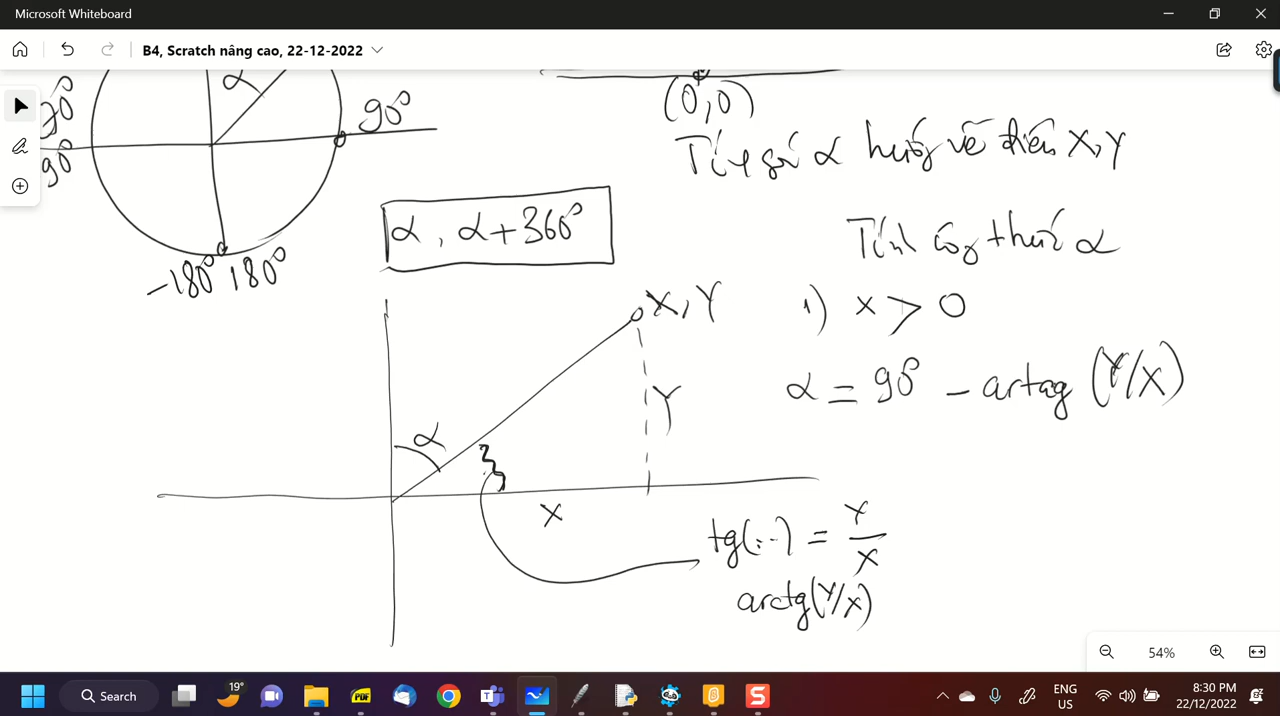 Microsoft Whiteboard
B4, Scratch nâng cao, 22-12-2022
α
90°
70°
90°
-180° 180°
(0,0)
Tính góc α hướng về điểm X,Y
α, α+360°
Tính công thức α
1) x > 0
X,Y
α = 90° - artag (Y/X)
Y
α
X
tg(...) = Y/X
arctg(Y/X)
54%
19°
Search
ENG
US
8:30 PM
22/12/2022